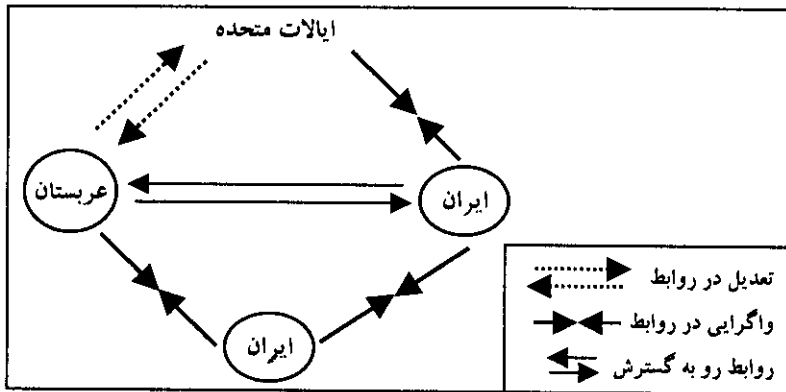 ایالات متحده
عربستان
ایران
ایران
تعدیل در روابط
واگرایی در روابط
روابط رو به گسترش